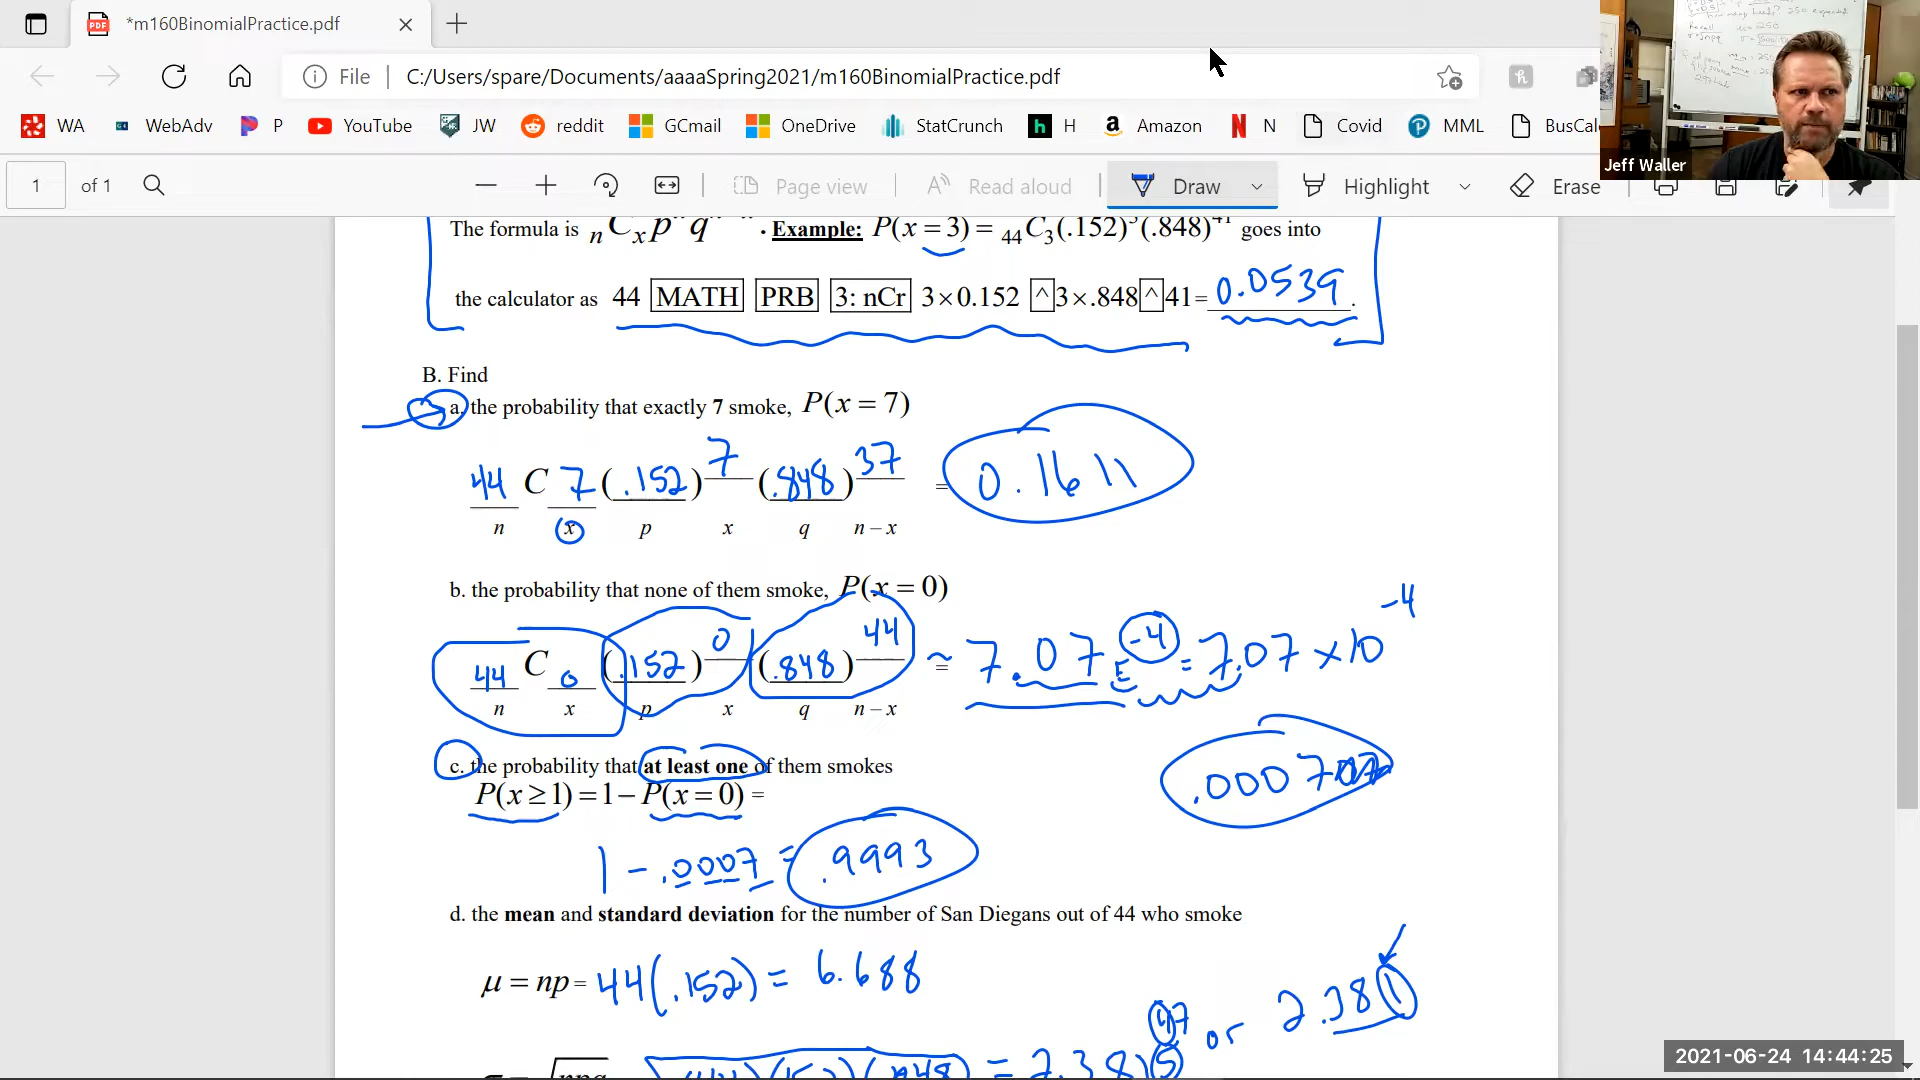 *m160BinomialPractice.pdf
File C:/Users/spare/Documents/aaaaSpring2021/m160BinomialPractice.pdf
WA WebAdv P YouTube JW reddit GCmail OneDrive StatCrunch H Amazon N Covid MML BusCal
Jeff Waller
1 of 1 Page view Read aloud Draw Highlight Erase
The formula is nCx p q . Example: P(x = 3) = 44C3(.152)^3(.848)^41 goes into
the calculator as 44 MATH PRB 3: nCr 3×0.152 ^3×.848^41= 0.0539 .
B. Find
a. the probability that exactly 7 smoke, P(x = 7)
44 C 7 (.152)^7 (.848)^37 = 0.1611
n x p x q n – x
b. the probability that none of them smoke, P(x = 0)
44 C 0 (.152)^0 (.848)^44 = ~ 7.07 E -4 = 7.07 ×10^-4
n x p x q n – x
.000707
c. the probability that at least one of them smokes
P(x ≥ 1) = 1 – P(x = 0) =
1 – .0007 = .9993
d. the mean and standard deviation for the number of San Diegans out of 44 who smoke
μ = np = 44(.152) = 6.688
47 or 2.381
= 2.3815
2021-06-24 14:44:25